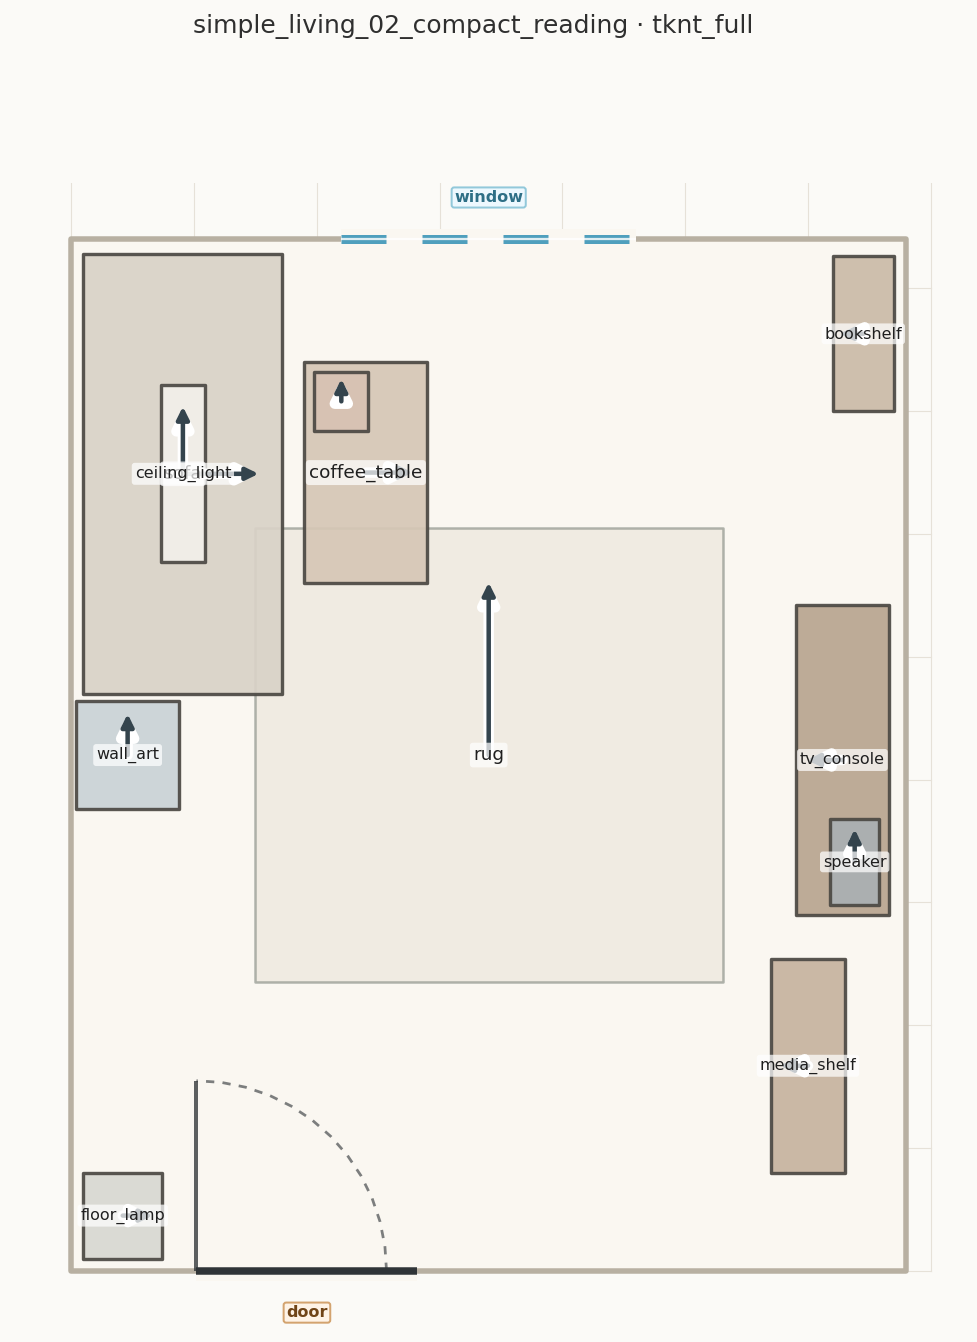 simple_living_02_compact_reading · tknt_full
window
bookshelf
ceiling_light
coffee_table
wall_art
rug
tv_console
speaker
media_shelf
floor_lamp
door